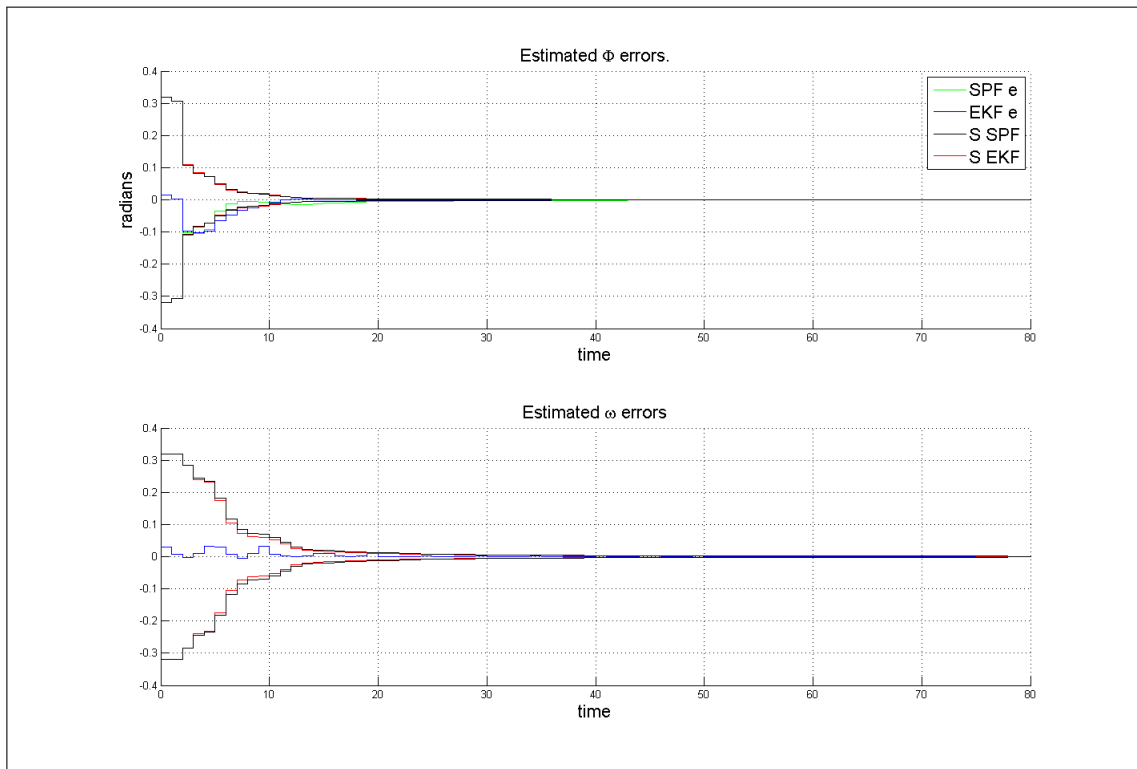 Estimated Φ errors.
0.4
0.3
0.2
0.1
0
-0.1
-0.2
-0.3
-0.4
radians
SPF e
EKF e
S SPF
S EKF
0 10 20 30 40 50 60 70 80
time
Estimated ω errors
0.4
0.3
0.2
0.1
0
-0.1
-0.2
-0.3
-0.4
0 10 20 30 40 50 60 70 80
time